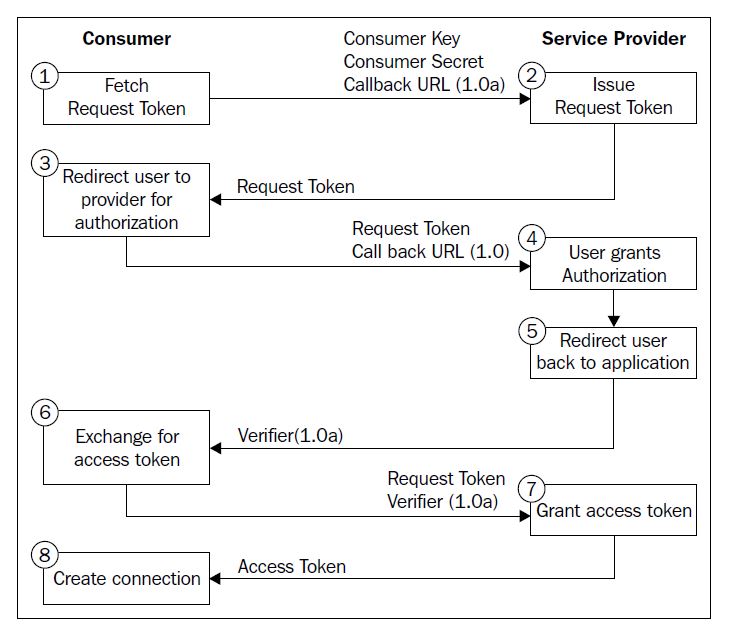 Consumer
Service Provider
Consumer Key
Consumer Secret
Callback URL (1.0a)
1
Fetch
Request Token
2
Issue
Request Token
3
Redirect user to
provider for
authorization
Request Token
Request Token
Call back URL (1.0)
4
User grants
Authorization
5
Redirect user
back to application
6
Exchange for
access token
Verifier(1.0a)
Request Token
Verifier (1.0a)
7
Grant access token
8
Create connection
Access Token